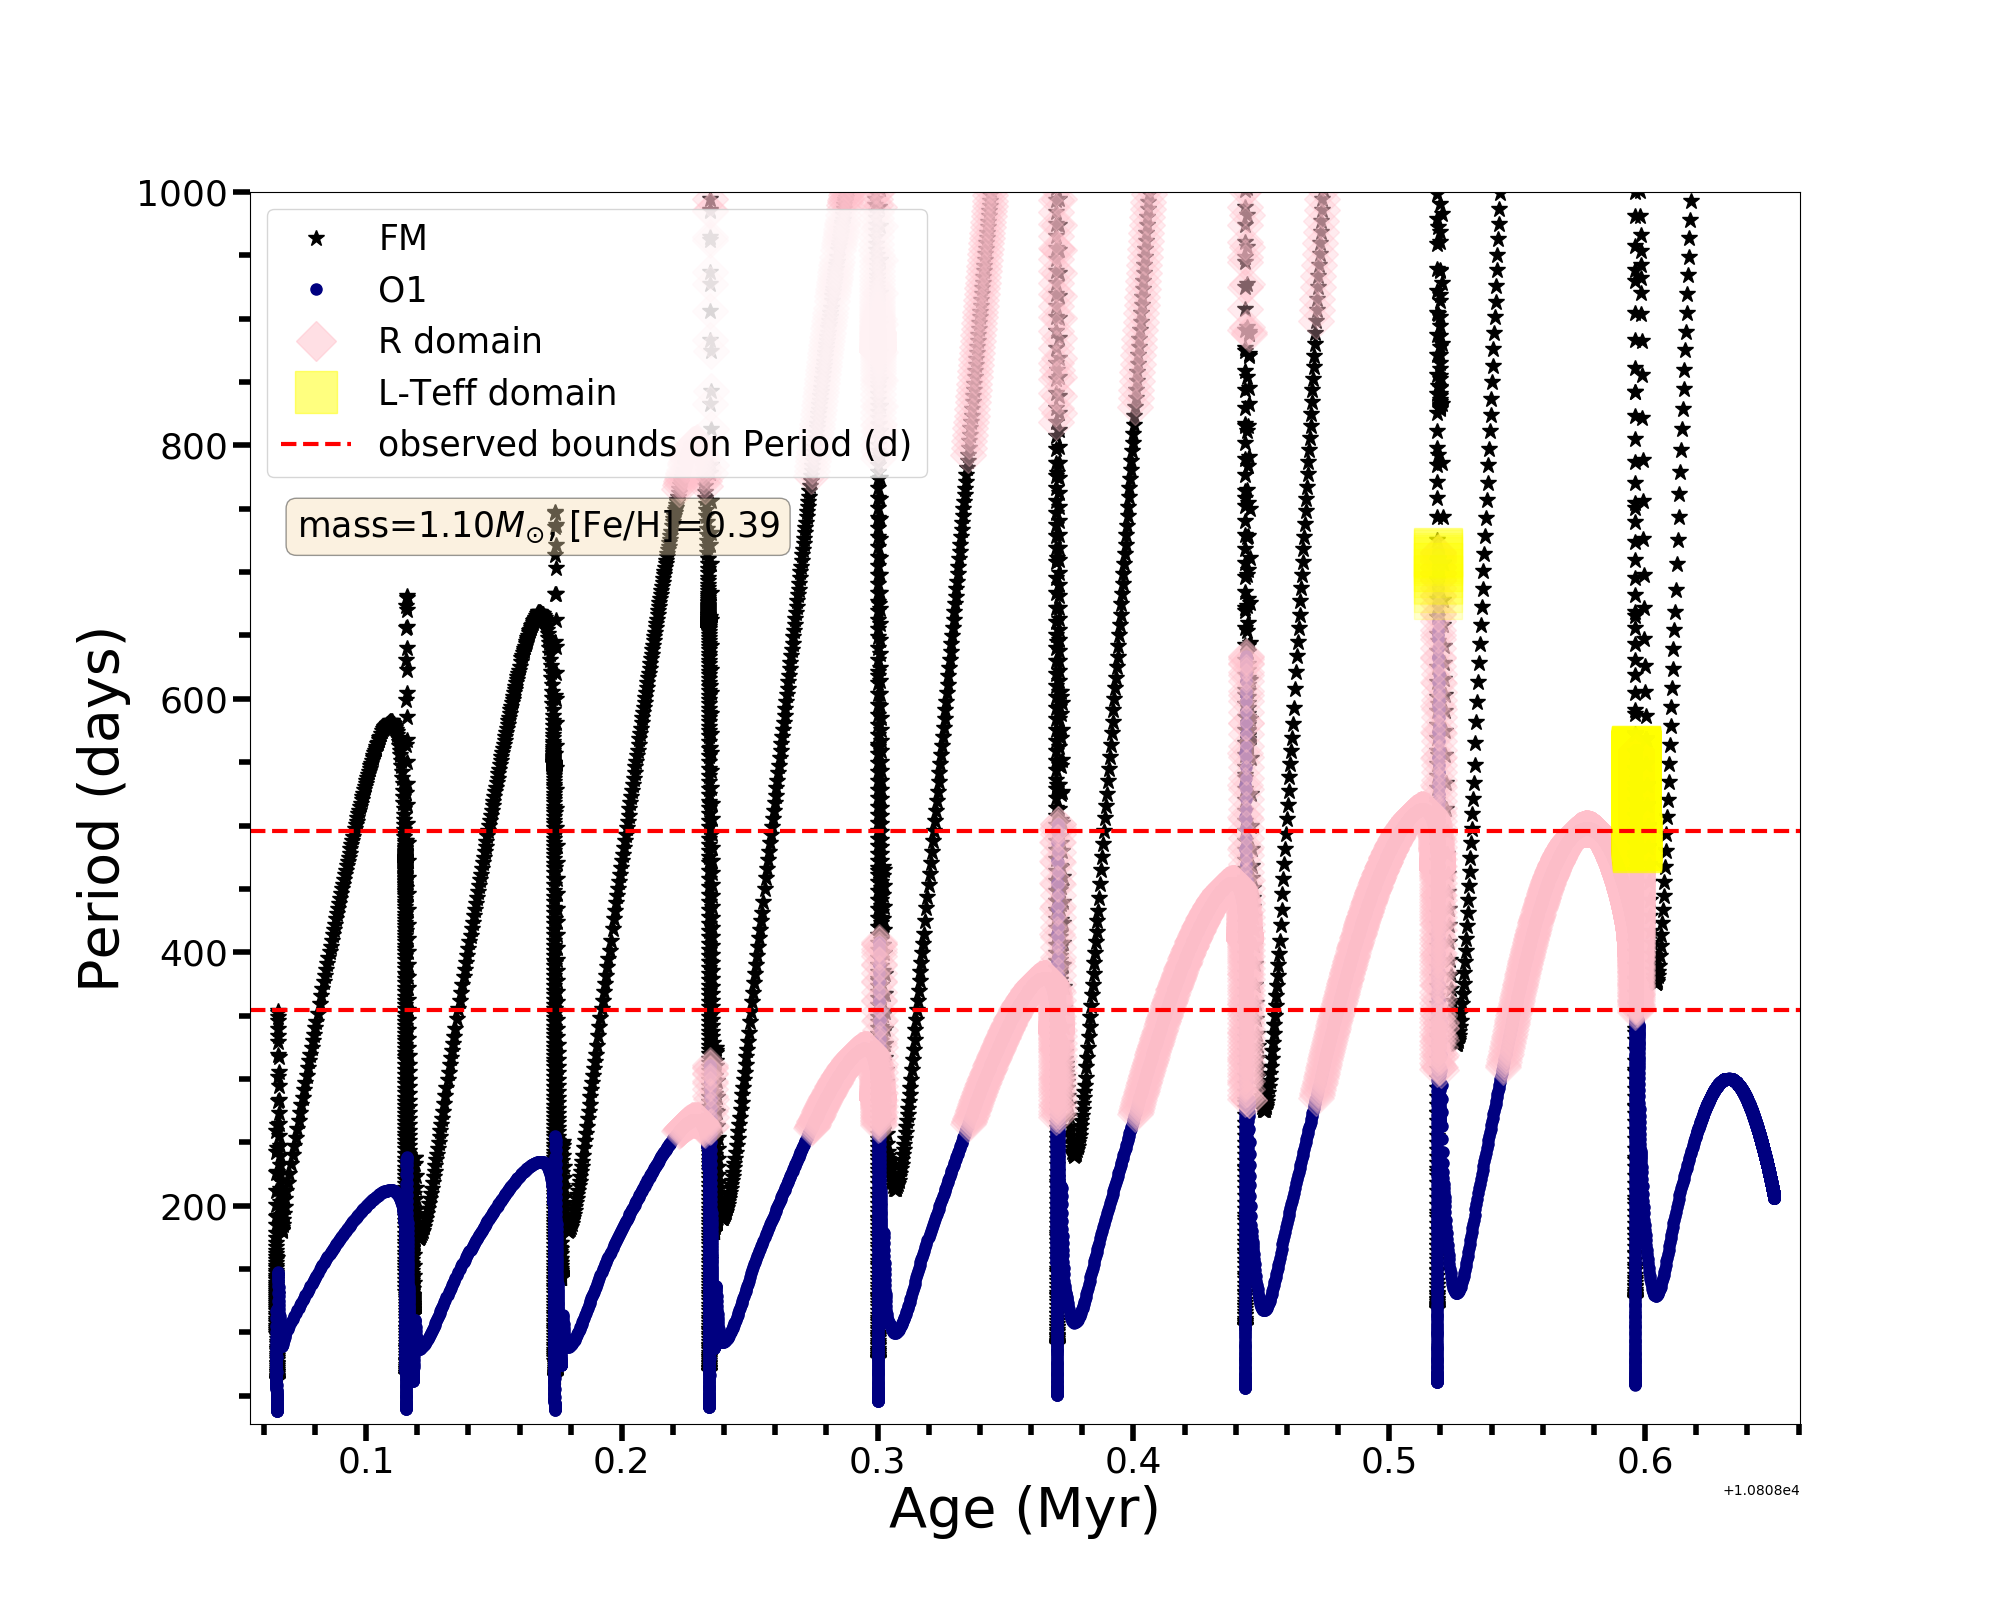 1000
800
600
400
200
Period (days)
FM
O1
R domain
L-Teff domain
observed bounds on Period (d)
mass=1.10M⊙, [Fe/H]=0.39
0.1 0.2 0.3 0.4 0.5 0.6
+1.0808e4
Age (Myr)